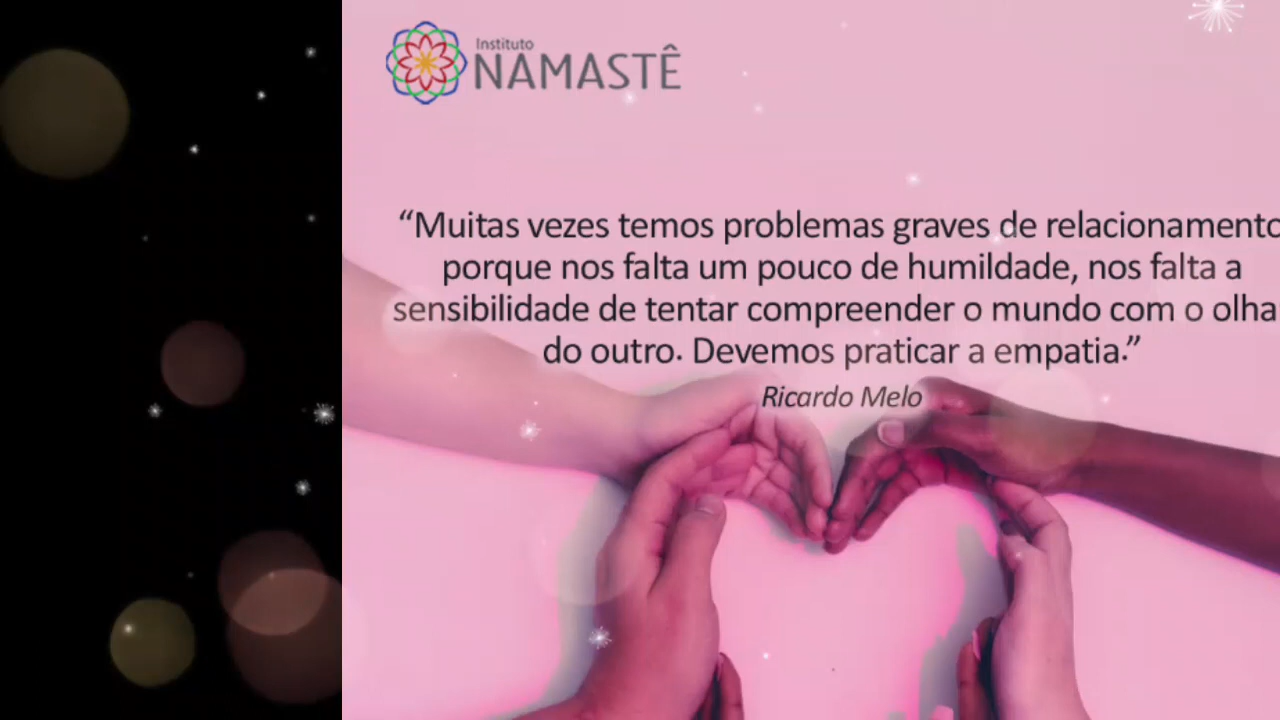 Instituto
NAMASTÊ
“Muitas vezes temos problemas graves de relacionamento
porque nos falta um pouco de humildade, nos falta a
sensibilidade de tentar compreender o mundo com o olha
do outro. Devemos praticar a empatia.”
Ricardo Melo